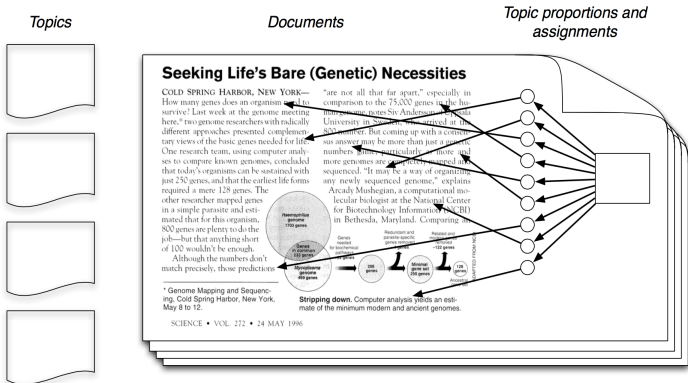 Topics
Documents
Topic proportions and
assignments
Seeking Life's Bare (Genetic) Necessities
COLD SPRING HARBOR, NEW YORK—
How many genes does an organism need to
survive? Last week at the genome meeting
here,* two genome researchers with radically
different approaches presented complemen-
tary views of the basic genes needed for life.
One research team, using computer analy-
ses to compare known genomes, concluded
that today's organisms can be sustained with
just 250 genes, and that the earliest life forms
required a mere 128 genes. The
other researcher mapped genes
in a simple parasite and esti-
mated that for this organism,
800 genes are plenty to do the
job—but that anything short
of 100 wouldn't be enough.
Although the numbers don't
match precisely, those predictions
* Genome Mapping and Sequenc-
ing, Cold Spring Harbor, New York,
May 8 to 12.
SCIENCE • VOL. 272 • 24 MAY 1996
"are not all that far apart," especially in
comparison to the 75,000 genes in the hu-
man genome, notes Siv Andersson of Uppsala
University in Sweden, who arrived at the
800 number. But coming up with a consen-
sus answer may be more than just a genetic
numbers game, particularly as more and
more genomes are completely mapped and
sequenced. "It may be a way of organizing
any newly sequenced genome," explains
Arcady Mushegian, a computational mo-
lecular biologist at the National Center
for Biotechnology Information (NCBI)
in Bethesda, Maryland. Comparing an
Haemophilus
genome
1703 genes
Genes
in common
233 genes
Mycoplasma
genome
469 genes
Genes
needed
for biochemical
pathways
Redundant and
parasite-specific
genes removed
removed
–122 genes
256
genes
Minimal
gene set
250 genes
128
genes
Ancestral
ADAPTED FROM NCBI
Stripping down. Computer analysis yields an esti-
mate of the minimum modern and ancient genomes.